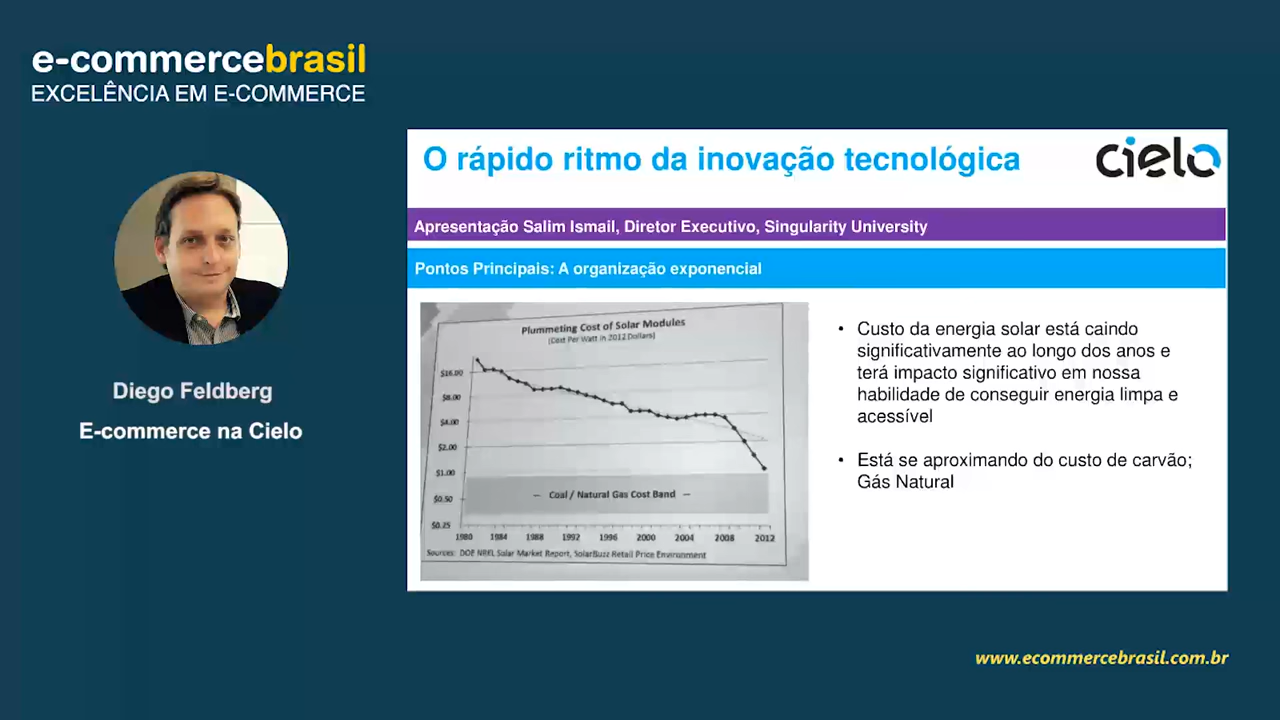 e-commercebrasil
EXCELÊNCIA EM E-COMMERCE
Diego Feldberg
E-commerce na Cielo
O rápido ritmo da inovação tecnológica
cielo
Apresentação Salim Ismail, Diretor Executivo, Singularity University
Pontos Principais: A organização exponencial
Plummeting Cost of Solar Modules
(Cost Per Watt in 2012 Dollars)
$16.00
$8.00
$4.00
$2.00
$1.00
$0.50
$0.25
— Coal / Natural Gas Cost Band —
1980 1984 1988 1992 1996 2000 2004 2008 2012
Sources: DOE NREL Solar Market Report, SolarBuzz Retail Price Environment
• Custo da energia solar está caindo
significativamente ao longo dos anos e
terá impacto significativo em nossa
habilidade de conseguir energia limpa e
acessível
• Está se aproximando do custo de carvão;
Gás Natural
www.ecommercebrasil.com.br